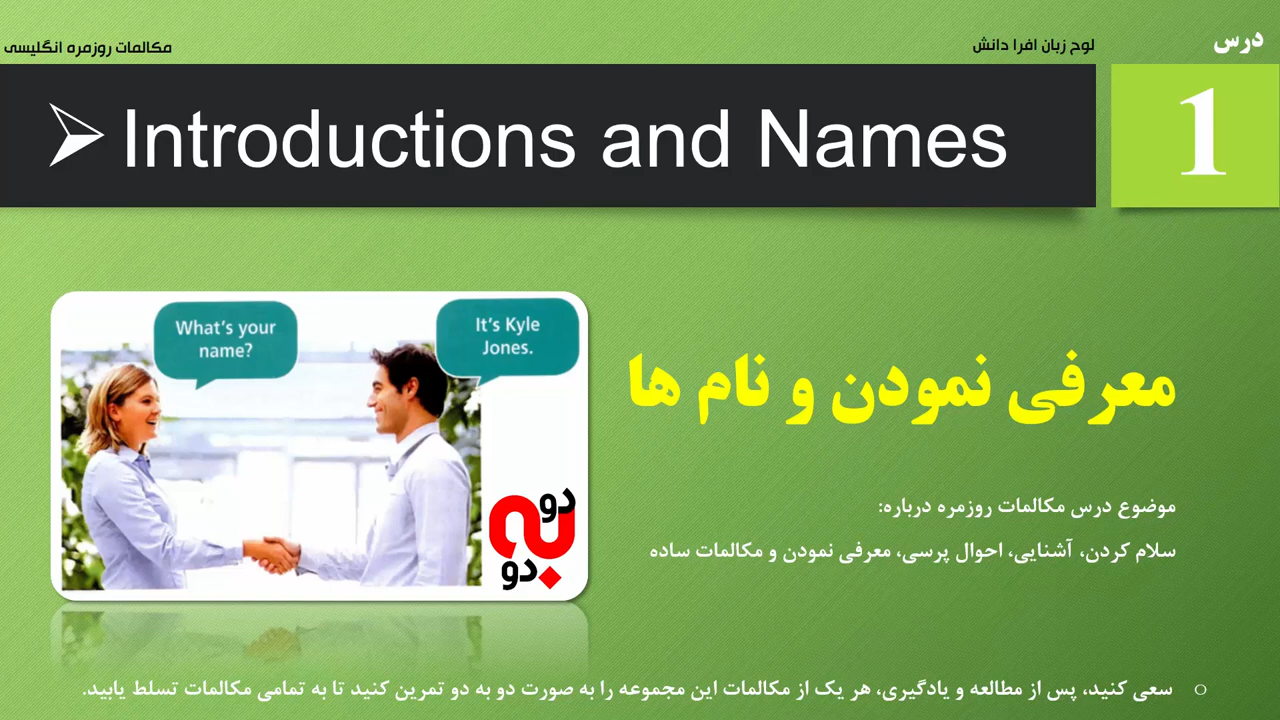 درس
لوح زبان افرا دانش
مکالمات روزمره انگلیسی
1
Introductions and Names
What's your
name?
It's Kyle
Jones.
معرفی نمودن و نام ها
موضوع درس مکالمات روزمره درباره:
سلام کردن، آشنایی، احوال پرسی، معرفی نمودن و مکالمات ساده
دو
به
دو
سعی کنید، پس از مطالعه و یادگیری، هر یک از مکالمات این مجموعه را به صورت دو به دو تمرین کنید تا به تمامی مکالمات تسلط یابید.